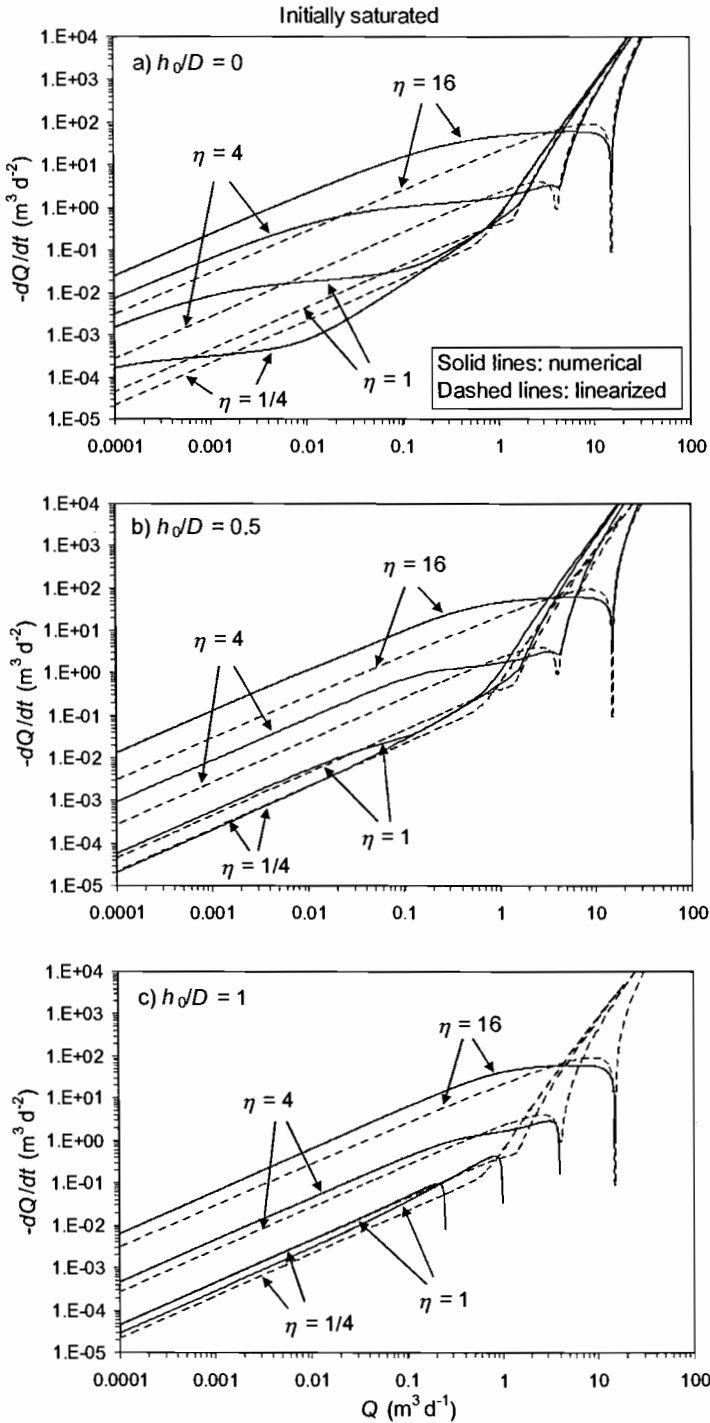 Initially saturated
a) h₀/D = 0
1.E+04
1.E+03
1.E+02
1.E+01
1.E+00
1.E-01
1.E-02
1.E-03
1.E-04
1.E-05
-dQ/dt (m³ d⁻²)
η = 16
η = 4
η = 1
η = 1/4
Solid lines: numerical
Dashed lines: linearized
0.0001 0.001 0.01 0.1 1 10 100
b) h₀/D = 0.5
1.E+04
1.E+03
1.E+02
1.E+01
1.E+00
1.E-01
1.E-02
1.E-03
1.E-04
1.E-05
-dQ/dt (m³ d⁻²)
η = 16
η = 4
η = 1
η = 1/4
0.0001 0.001 0.01 0.1 1 10 100
c) h₀/D = 1
1.E+04
1.E+03
1.E+02
1.E+01
1.E+00
1.E-01
1.E-02
1.E-03
1.E-04
1.E-05
-dQ/dt (m³ d⁻²)
η = 16
η = 4
η = 1
η = 1/4
0.0001 0.001 0.01 0.1 1 10 100
Q (m³ d⁻¹)